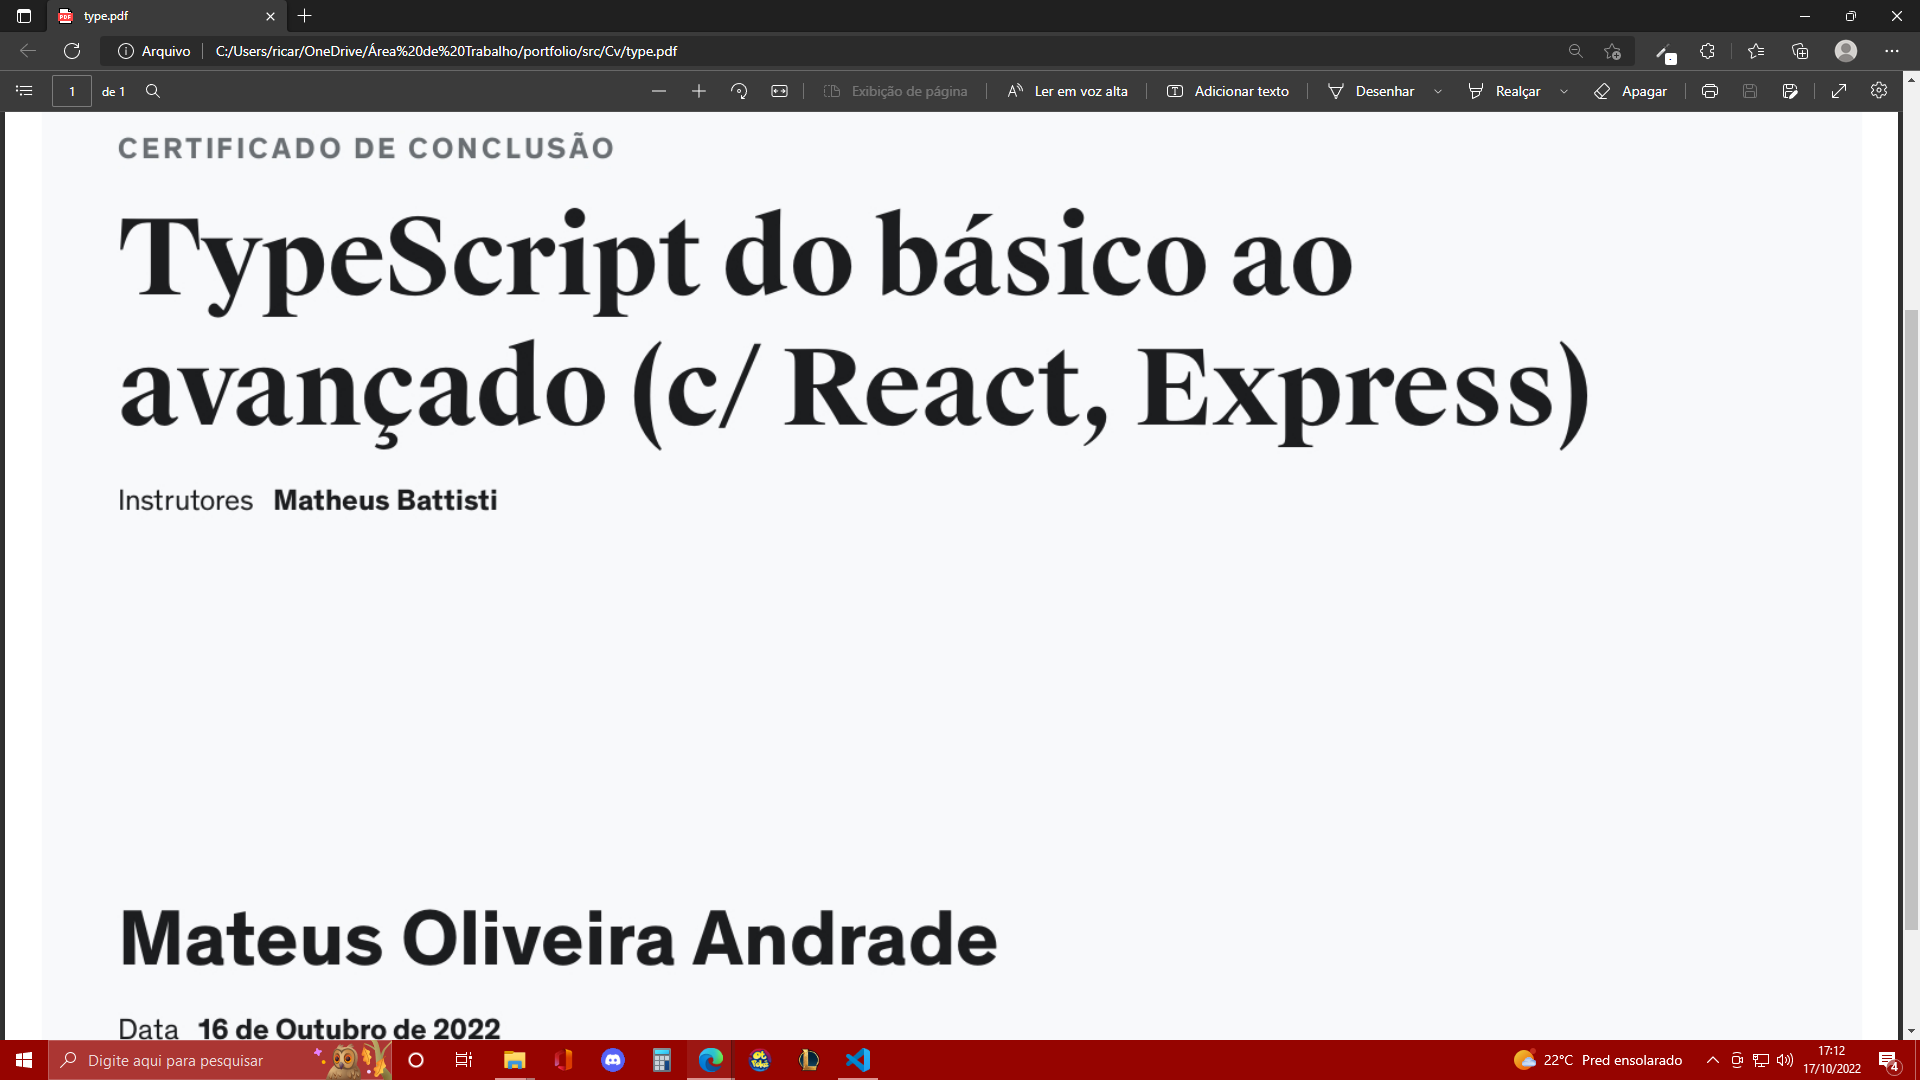 type.pdf
Arquivo
C:/Users/ricar/OneDrive/Área%20de%20Trabalho/portfolio/src/Cv/type.pdf
1 de 1
Exibição de página
Ler em voz alta
Adicionar texto
Desenhar
Realçar
Apagar
CERTIFICADO DE CONCLUSÃO
TypeScript do básico ao
avançado (c/ React, Express)
Instrutores Matheus Battisti
Mateus Oliveira Andrade
Data 16 de Outubro de 2022
Digite aqui para pesquisar
22°C Pred ensolarado
17:12
17/10/2022
4